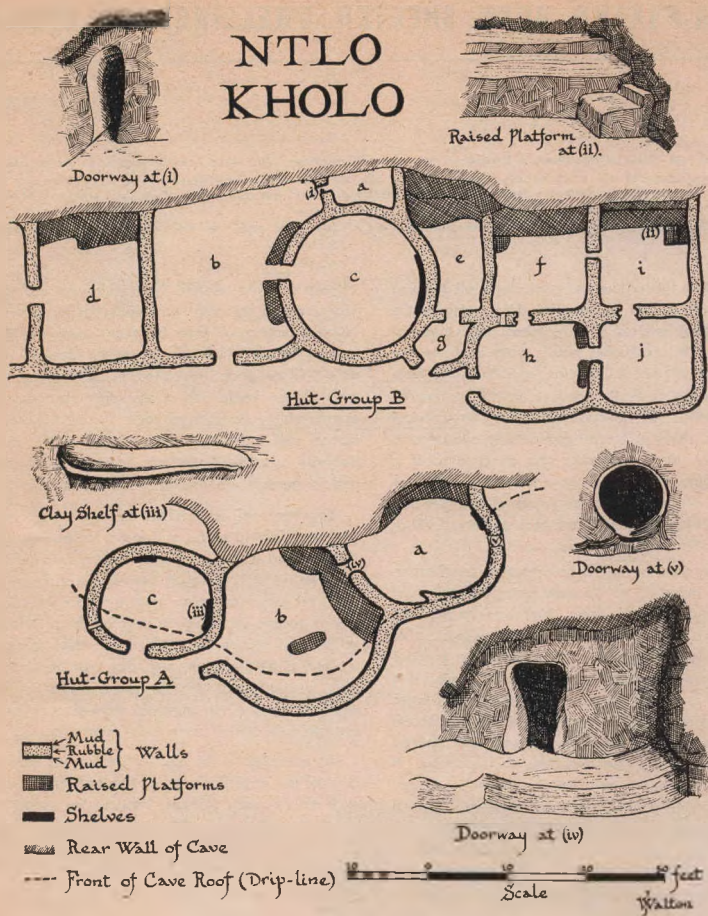 NTLO
KHOLO
Doorway at (i)
Raised Platform
at (ii).
(i)
a
b
c
d
e
f
g
h
i
j
(ii)
Hut-Group B
Clay Shelf at (iii)
Doorway at (v)
a
b
c
(iii)
(iv)
(v)
Hut-Group A
Mud
Rubble
Mud
Walls
Raised Platforms
Shelves
Rear Wall of Cave
Front of Cave Roof (Drip-line)
Doorway at (iv)
10
0
10
20
30
feet
Scale
Walton